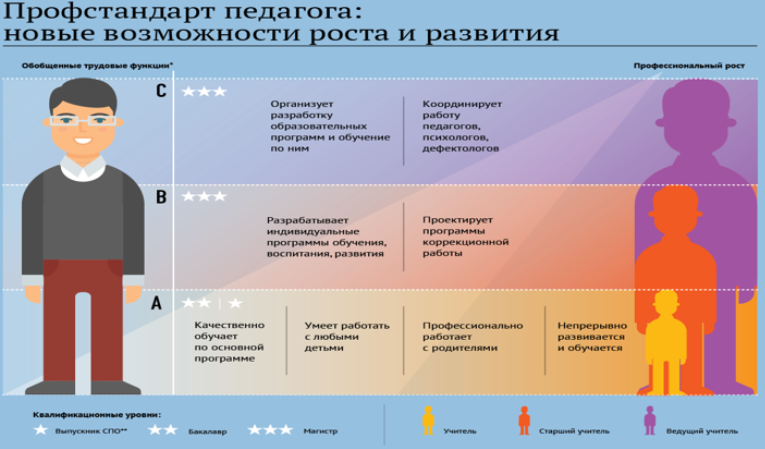 Профстандарт педагога:
новые возможности роста и развития
Обобщенные трудовые функции*
Профессиональный рост
C
Организует
разработку
образовательных
программ и обучение
по ним
Координирует
работу
педагогов,
психологов,
дефектологов
B
Разрабатывает
индивидуальные
программы обучения,
воспитания, развития
Проектирует
программы
коррекционной
работы
A
Качественно
обучает
по основной
программе
Умеет работать
с любыми
детьми
Профессионально
работает
с родителями
Непрерывно
развивается
и обучается
Квалификационные уровни:
Выпускник СПО**
Бакалавр
Магистр
Учитель
Старший учитель
Ведущий учитель